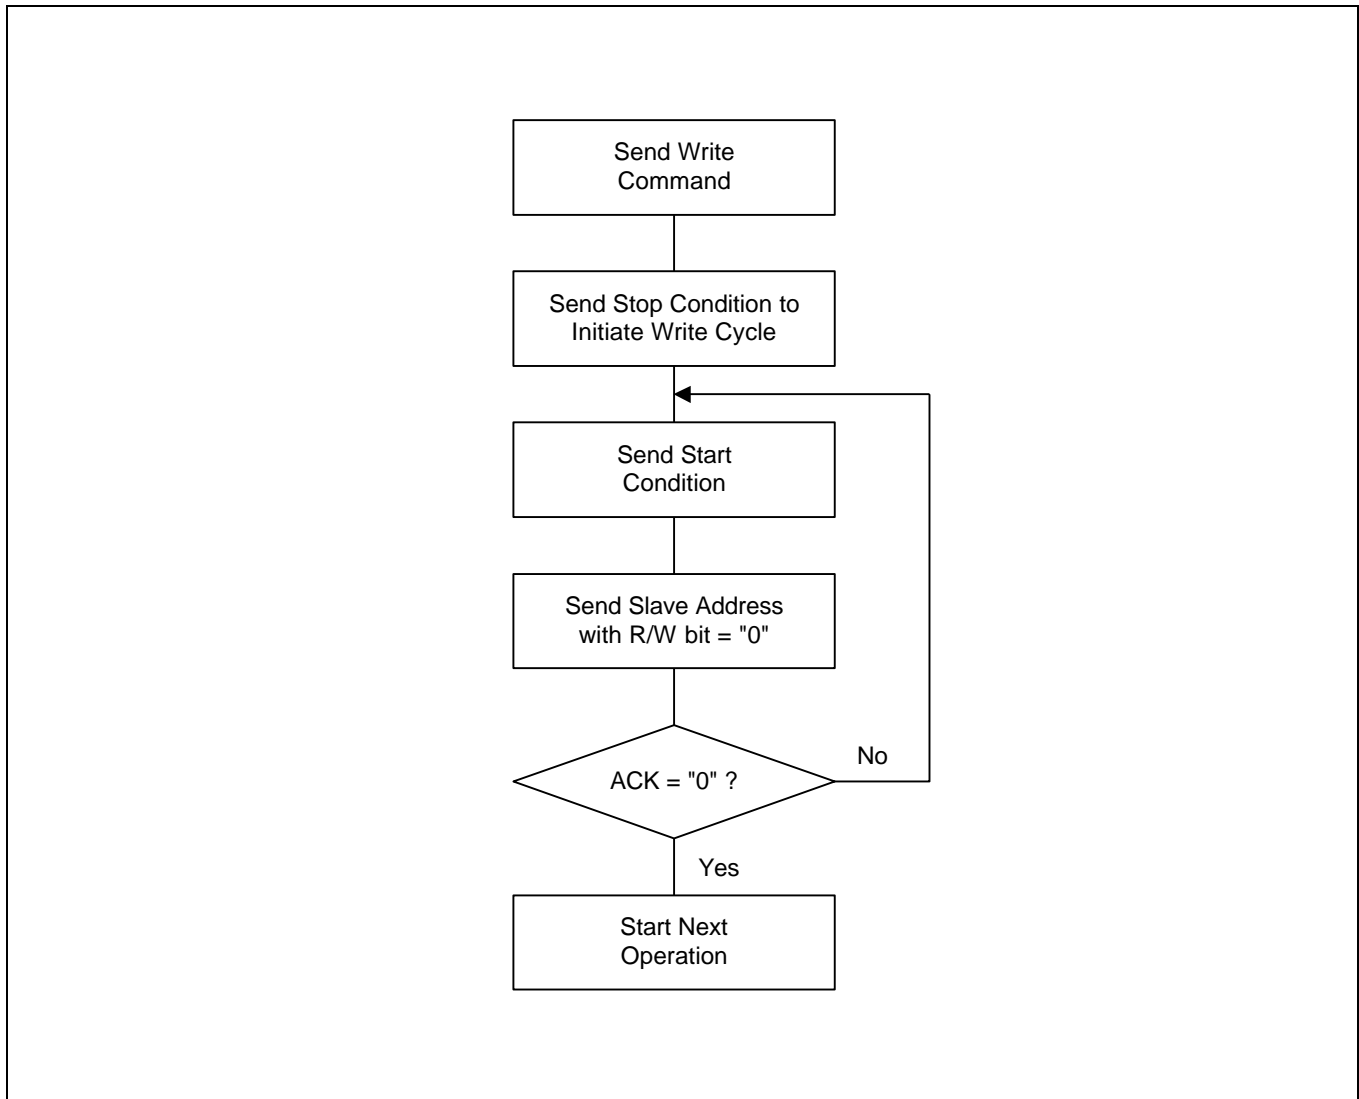 Send Write
Command
Send Stop Condition to
Initiate Write Cycle
Send Start
Condition
Send Slave Address
with R/W bit = "0"
ACK = "0" ?
No
Yes
Start Next
Operation